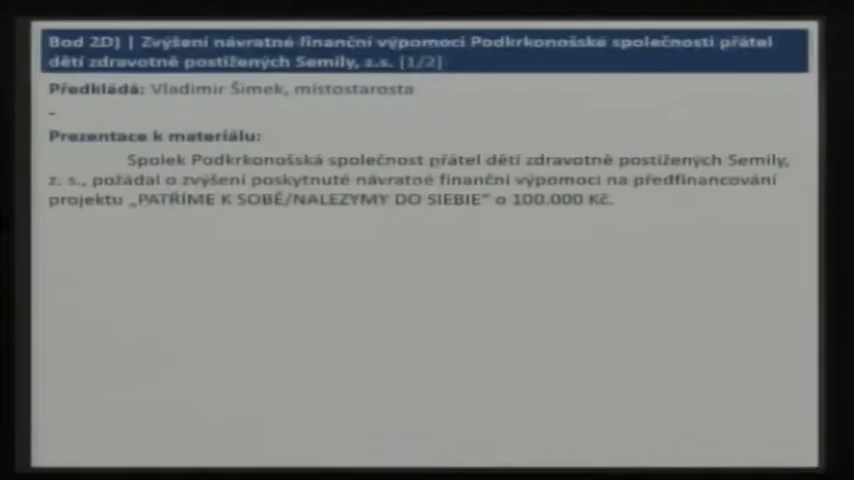 Bod 2D) | Zvýšení návratné finanční výpomoci Podkrkonošské společnosti přátel
dětí zdravotně postižených Semily, z.s. [1/2]
Předkládá: Vladimír Šimek, místostarosta
-
Prezentace k materiálu:
Spolek Podkrkonošská společnost přátel dětí zdravotně postižených Semily,
z. s., požádal o zvýšení poskytnuté návratné finanční výpomoci na předfinancování
projektu „PATŘÍME K SOBĚ/NALEZYMY DO SIEBIE“ o 100.000 Kč.